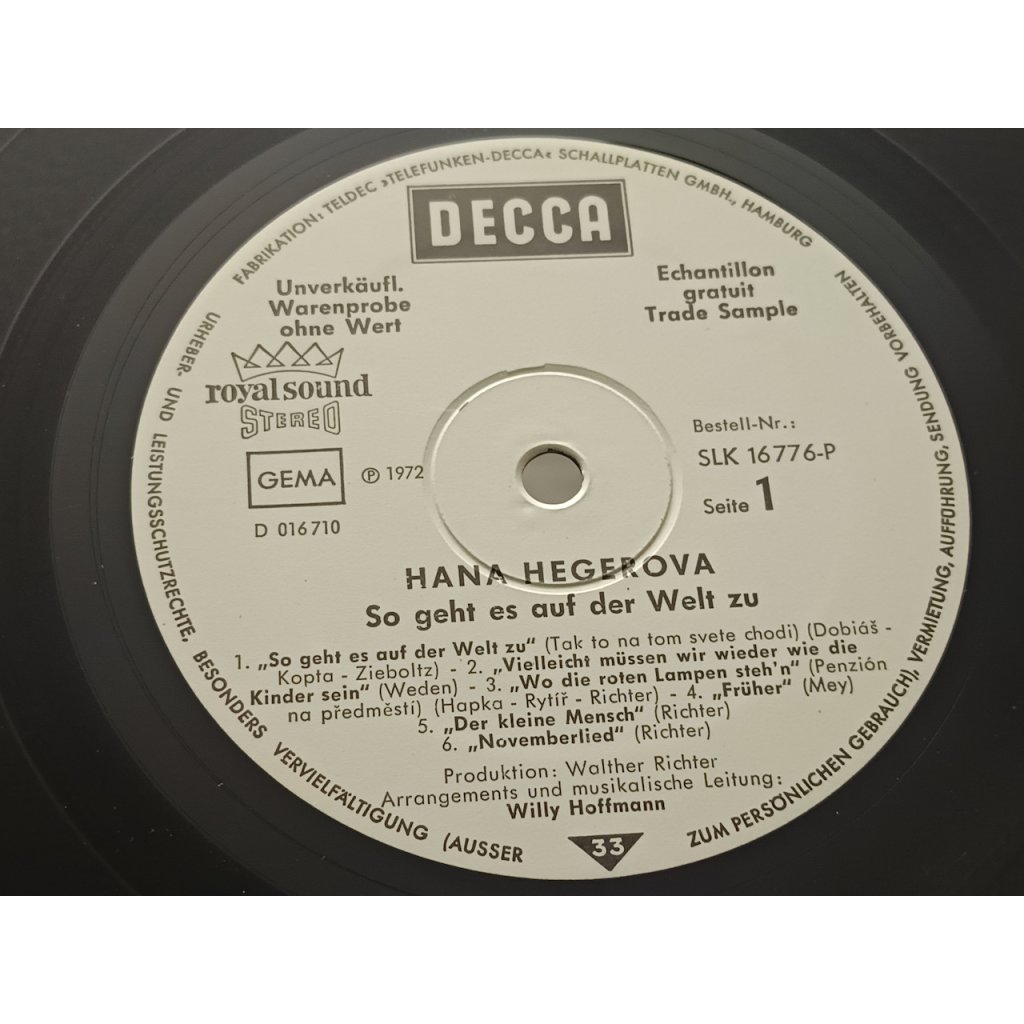 FABRIKATION: TELDEC »TELEFUNKEN-DECCA« SCHALLPLATTEN GMBH., HAMBURG
DECCA
Unverkäufl.
Warenprobe
ohne Wert
Echantillon
gratuit
Trade Sample
royal sound
STEREO
GEMA
℗ 1972
D 016710
Bestell-Nr.:
SLK 16776-P
Seite 1
HANA HEGEROVA
So geht es auf der Welt zu
1. „So geht es auf der Welt zu“ (Tak to na tom svete chodi) (Dobiáš -
Kopta - Zieboltz) - 2. „Vielleicht müssen wir wieder wie die
Kinder sein“ (Weden) - 3. „Wo die roten Lampen steh'n“ (Penzión
na předměstí) (Hapka - Rytíř - Richter) - 4. „Früher“ (Mey)
5. „Der kleine Mensch“ (Richter)
6. „Novemberlied“ (Richter)
Produktion: Walther Richter
Arrangements und musikalische Leitung:
Willy Hoffmann
33
URHEBER- UND LEISTUNGSSCHUTZRECHTE, BESONDERS VERVIELFÄLTIGUNG (AUSSER ZUM PERSÖNLICHEN GEBRAUCH), VERMIETUNG, AUFFÜHRUNG, SENDUNG VORBEHALTEN